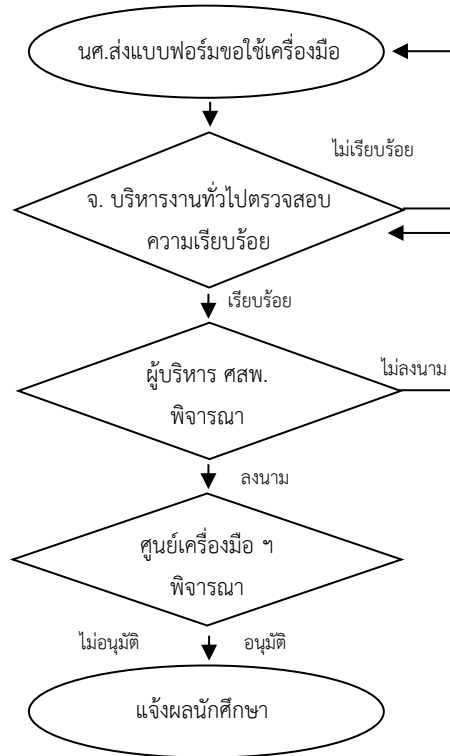 นศ.ส่งแบบฟอร์มขอใช้เครื่องมือ
ไม่เรียบร้อย
จ. บริหารงานทั่วไปตรวจสอบ
ความเรียบร้อย
เรียบร้อย
ผู้บริหาร ศสพ.
พิจารณา
ไม่ลงนาม
ลงนาม
ศูนย์เครื่องมือ ฯ
พิจารณา
ไม่อนุมัติ
อนุมัติ
แจ้งผลนักศึกษา